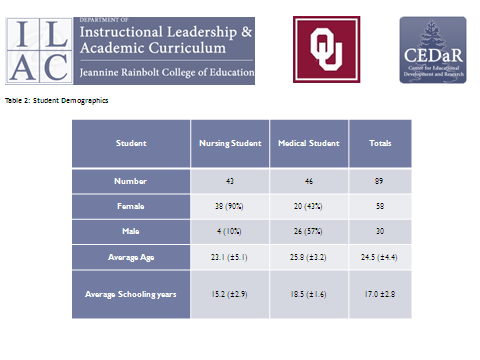 IL
AC
DEPARTMENT OF
Instructional Leadership &
Academic Curriculum
Jeannine Rainbolt College of Education
OU
CEDaR
Center for Educational
Development and Research
Table 2: Student Demographics
Student Nursing Student Medical Student Totals
Number 43 46 89
Female 38 (90%) 20 (43%) 58
Male 4 (10%) 26 (57%) 30
Average Age 23.1 (±5.1) 25.8 (±3.2) 24.5 (±4.4)
Average Schooling years 15.2 (±2.9) 18.5 (±1.6) 17.0 ±2.8